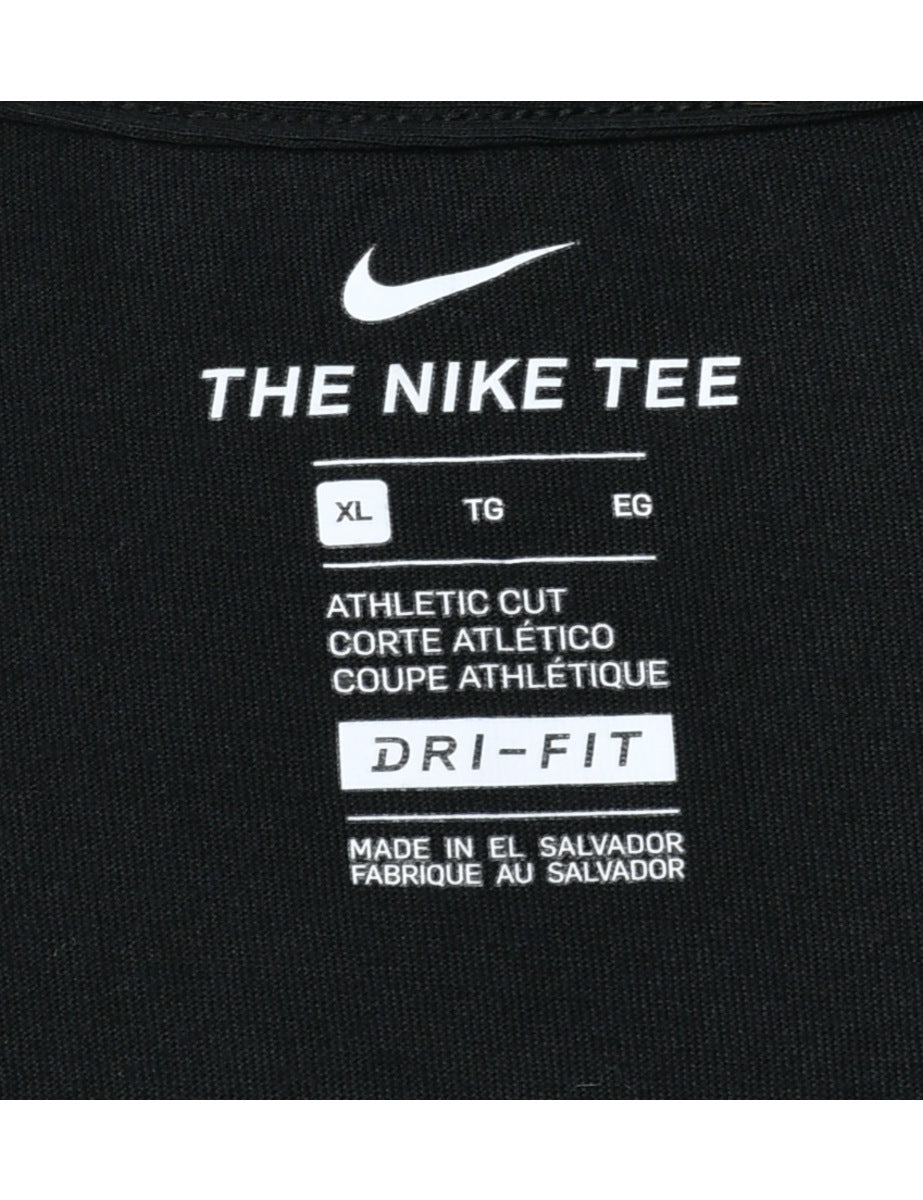 THE NIKE TEE
XL TG EG
ATHLETIC CUT
CORTE ATLÉTICO
COUPE ATHLÉTIQUE
DRI-FIT
MADE IN EL SALVADOR
FABRIQUE AU SALVADOR